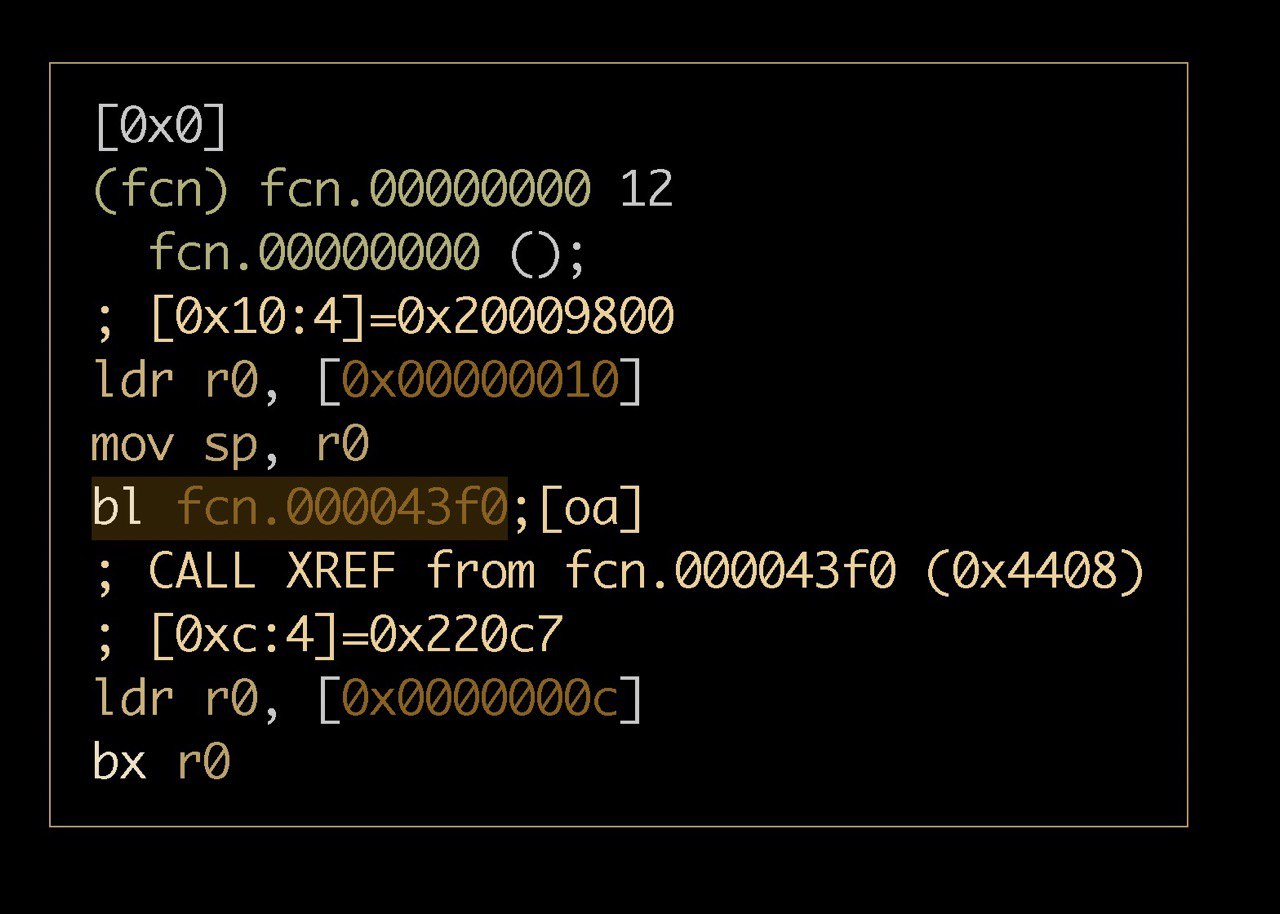 [0x0]
(fcn) fcn.00000000 12
fcn.00000000 ();
; [0x10:4]=0x20009800
ldr r0, [0x00000010]
mov sp, r0
bl fcn.000043f0;[oa]
; CALL XREF from fcn.000043f0 (0x4408)
; [0xc:4]=0x220c7
ldr r0, [0x0000000c]
bx r0